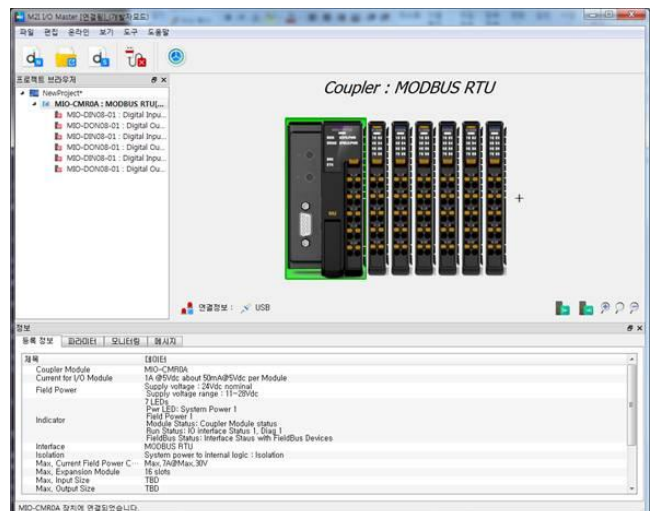 M2I I/O Master [연결됨] [개발자모드]
파일 편집 온라인 보기 도구 도움말
프로젝트 브라우저
NewProject*
MIO-CMR0A : MODBUS RTU(...
MIO-DIN08-01 : Digital Inpu...
MIO-DON08-01 : Digital Ou...
MIO-DON08-01 : Digital Ou...
MIO-DIN08-01 : Digital Inpu...
MIO-DON08-01 : Digital Ou...
Coupler : MODBUS RTU
연결정보 : USB
정보
등록 정보 파라미터 모니터링 메시지
제목 데이터
Coupler Module MIO-CMR0A
Current for I/O Module 1A @5Vdc about 50mA@5Vdc per Module
Field Power Supply voltage : 24Vdc nominal
Supply voltage range : 11~28Vdc
Indicator 7 LEDs
Pwr LED: System Power 1
Field Power 1
Module Status: Coupler Module status
Run Status: IO interface Status 1, Diag 1
FieldBus Status: Interface Staus with FieldBus Devices
Interface MODBUS RTU
Isolation System power to internal logic : Isolation
Max. Current Field Power C... Max.7A@Max.30V
Max. Expansion Module 16 slots
Max. Input Size TBD
Max. Output Size TBD
MIO-CMR0A 장치에 연결되었습니다.